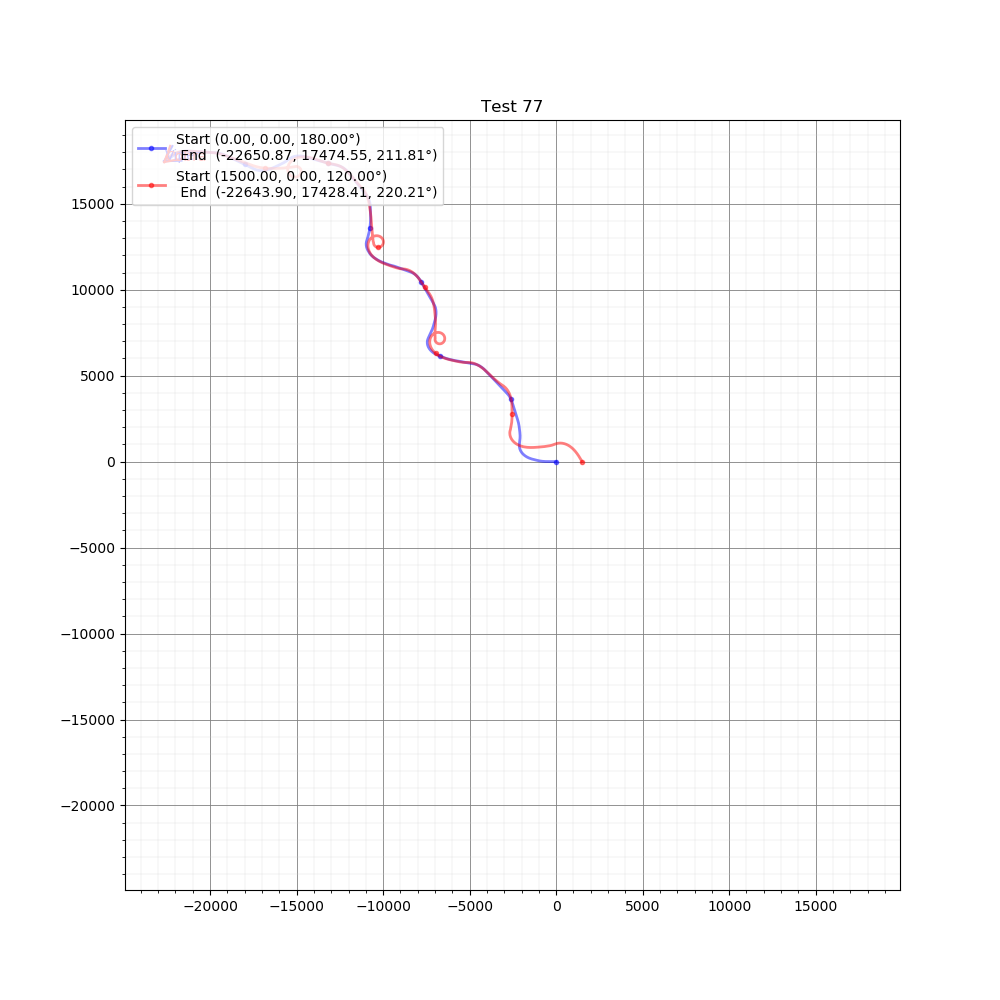 Test 77
Start (0.00, 0.00, 180.00°)
End  (-22650.87, 17474.55, 211.81°)
Start (1500.00, 0.00, 120.00°)
End  (-22643.90, 17428.41, 220.21°)
15000
10000
5000
0
−5000
−10000
−15000
−20000
−20000 −15000 −10000 −5000 0 5000 10000 15000